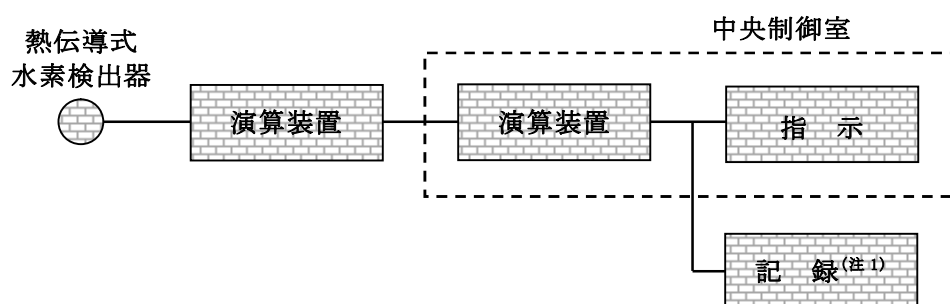 中央制御室
熱伝導式
水素検出器
演算装置
演算装置
指 示
記 録(注1)